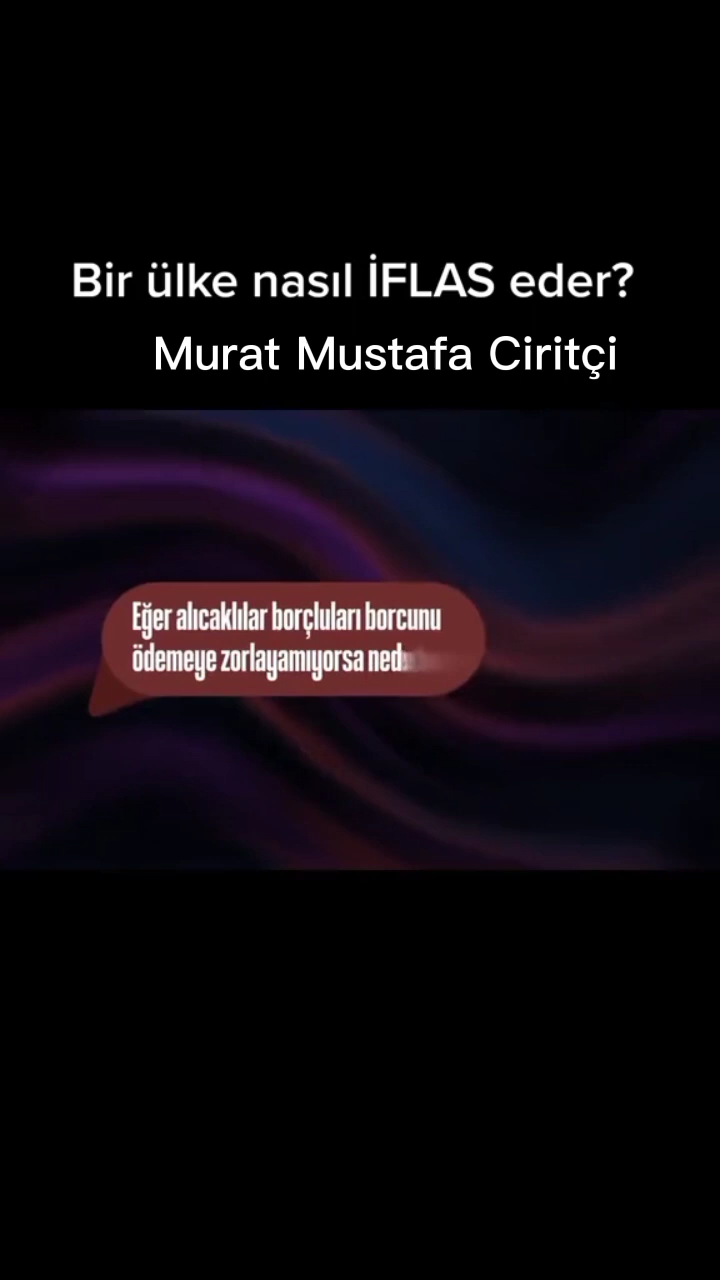 Bir ülke nasıl İFLAS eder?
Murat Mustafa Ciritçi
Eğer alıcaklılar borçluları borcunu
ödemeye zorlayamıyorsa